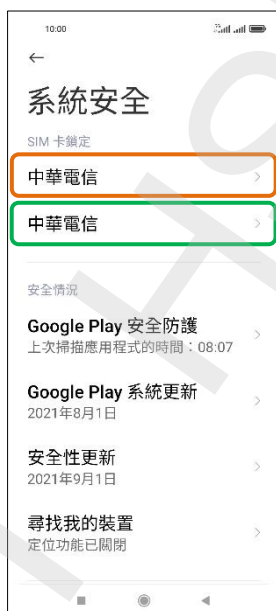 10:00
系統安全
SIM 卡鎖定
中華電信
中華電信
安全情況
Google Play 安全防護
上次掃描應用程式的時間：08:07
Google Play 系統更新
2021年8月1日
安全性更新
2021年9月1日
尋找我的裝置
定位功能已關閉